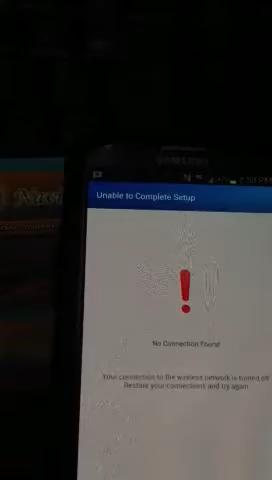 SAMSUNG
Unable to Complete Setup
No Connection Found
Your connection to the wireless network is turned off.
Restore your connections and try again